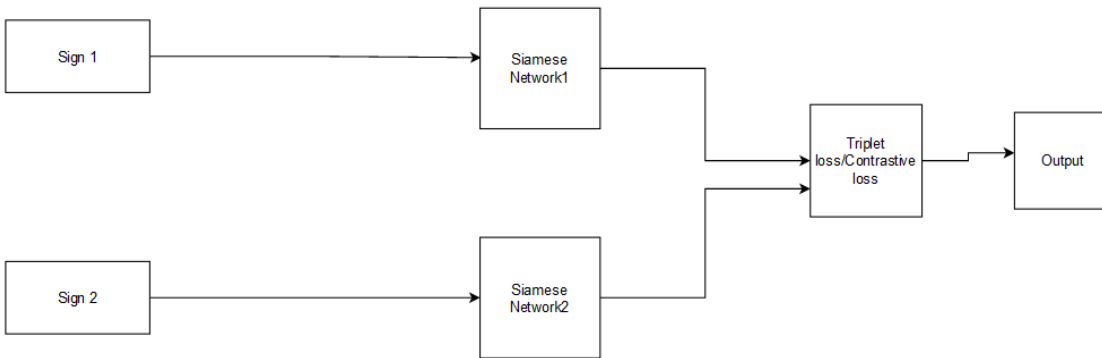 Sign 1
Siamese
Network1
Triplet
loss/Contrastive
loss
Output
Sign 2
Siamese
Network2